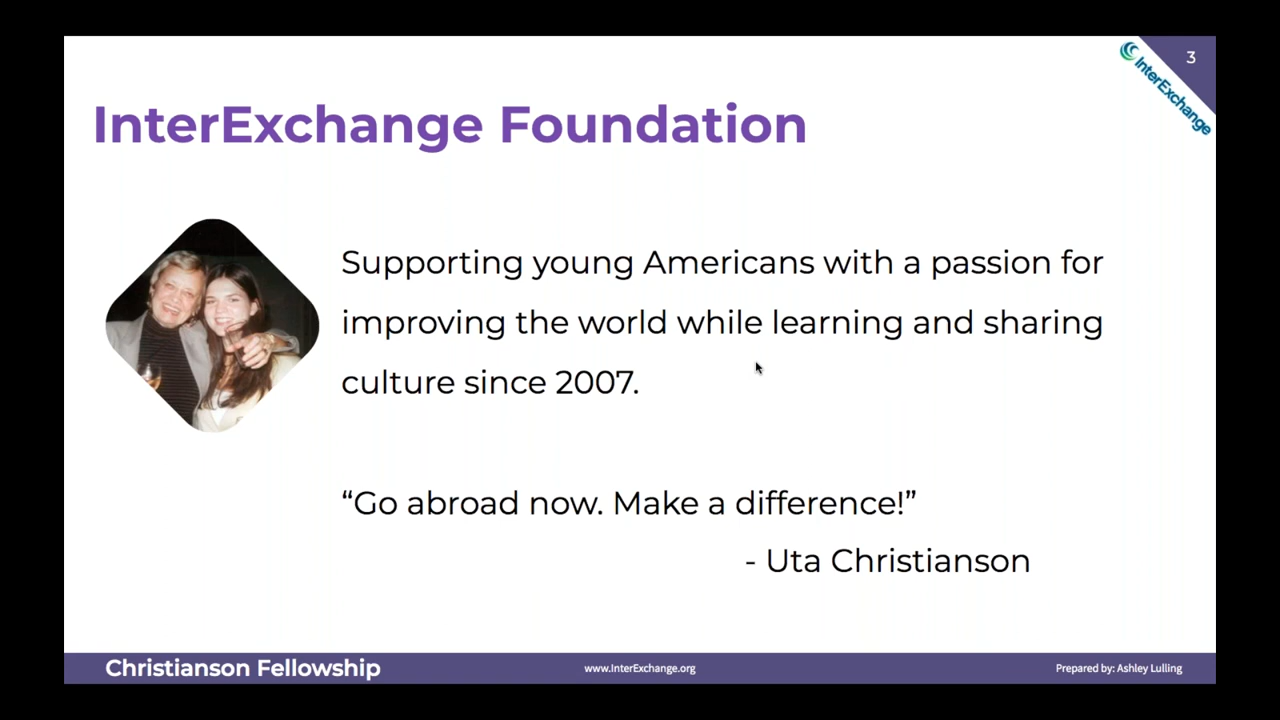 3
InterExchange
InterExchange Foundation
Supporting young Americans with a passion for
improving the world while learning and sharing
culture since 2007.
“Go abroad now. Make a difference!”
- Uta Christianson
Christianson Fellowship
www.InterExchange.org
Prepared by: Ashley Lulling